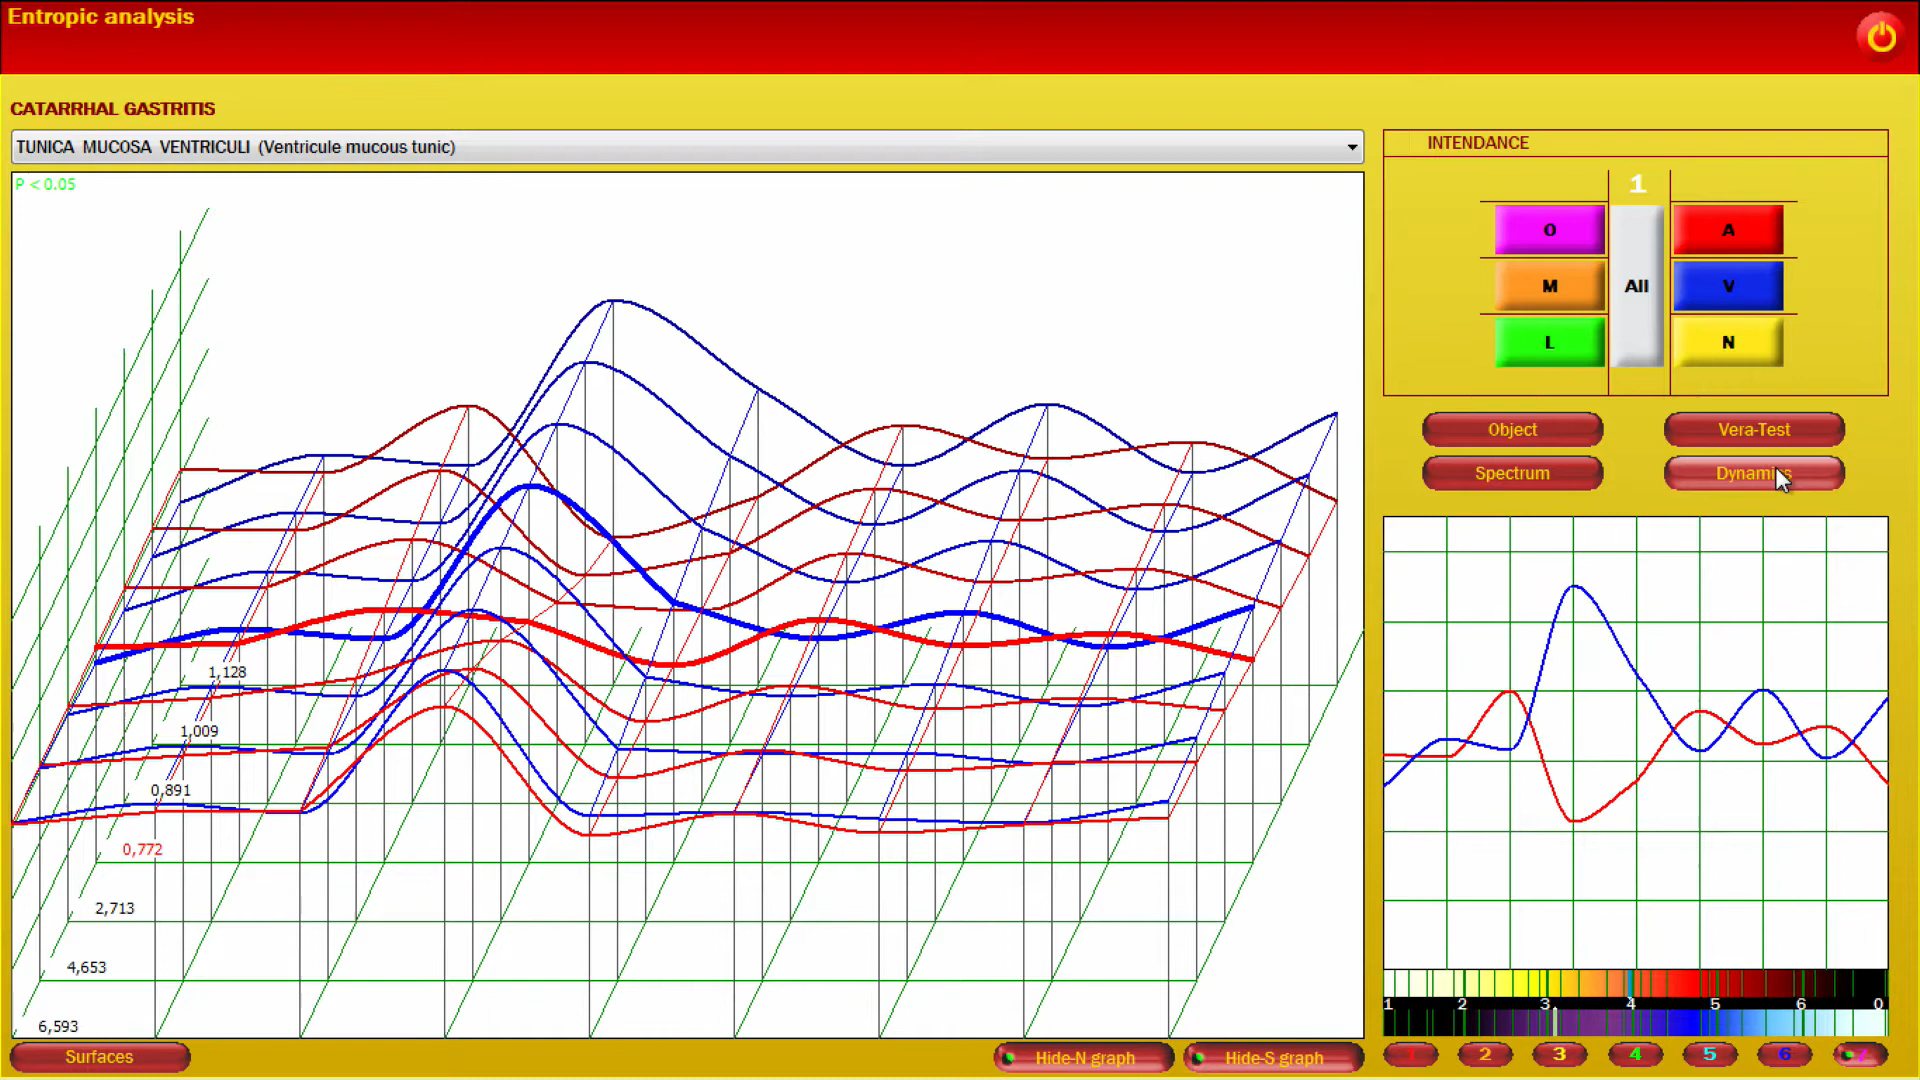 Entropic analysis
CATARRHAL GASTRITIS
TUNICA MUCOSA VENTRICULI (Ventricule mucous tunic)
P < 0.05
1,128
1,009
0,891
0,772
2,713
4,653
6,593
Surfaces
Hide-N graph
Hide-S graph
INTENDANCE
1
O
A
M
All
V
L
N
Object
Vera-Test
Spectrum
Dynamics
1 2 3 4 5 6 0
1 2 3 4 5 6 7